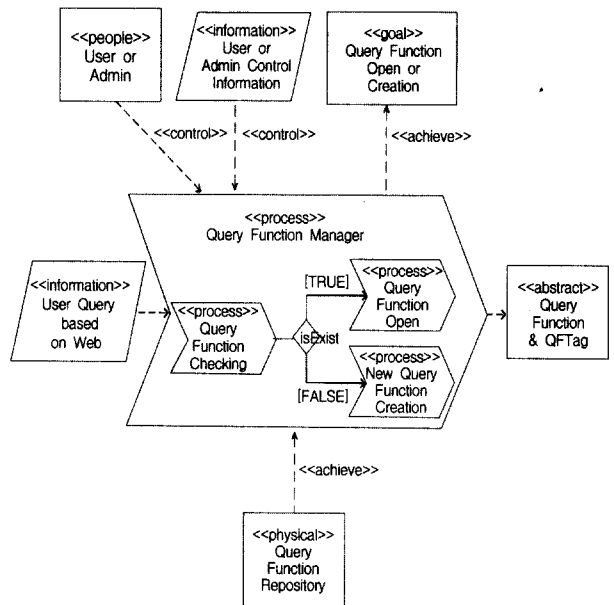 <<people>>
User or
Admin
<<information>>
User or
Admin Control
Information
<<goal>>
Query Function
Open or
Creation
<<control>>
<<control>>
<<achieve>>
<<process>>
Query Function Manager
<<information>>
User Query
based
on Web
<<process>>
Query
Function
Checking
isExist
[TRUE]
<<process>>
Query
Function
Open
[FALSE]
<<process>>
New Query
Function
Creation
<<abstract>>
Query
Function
& QFTag
<<achieve>>
<<physical>>
Query
Function
Repository